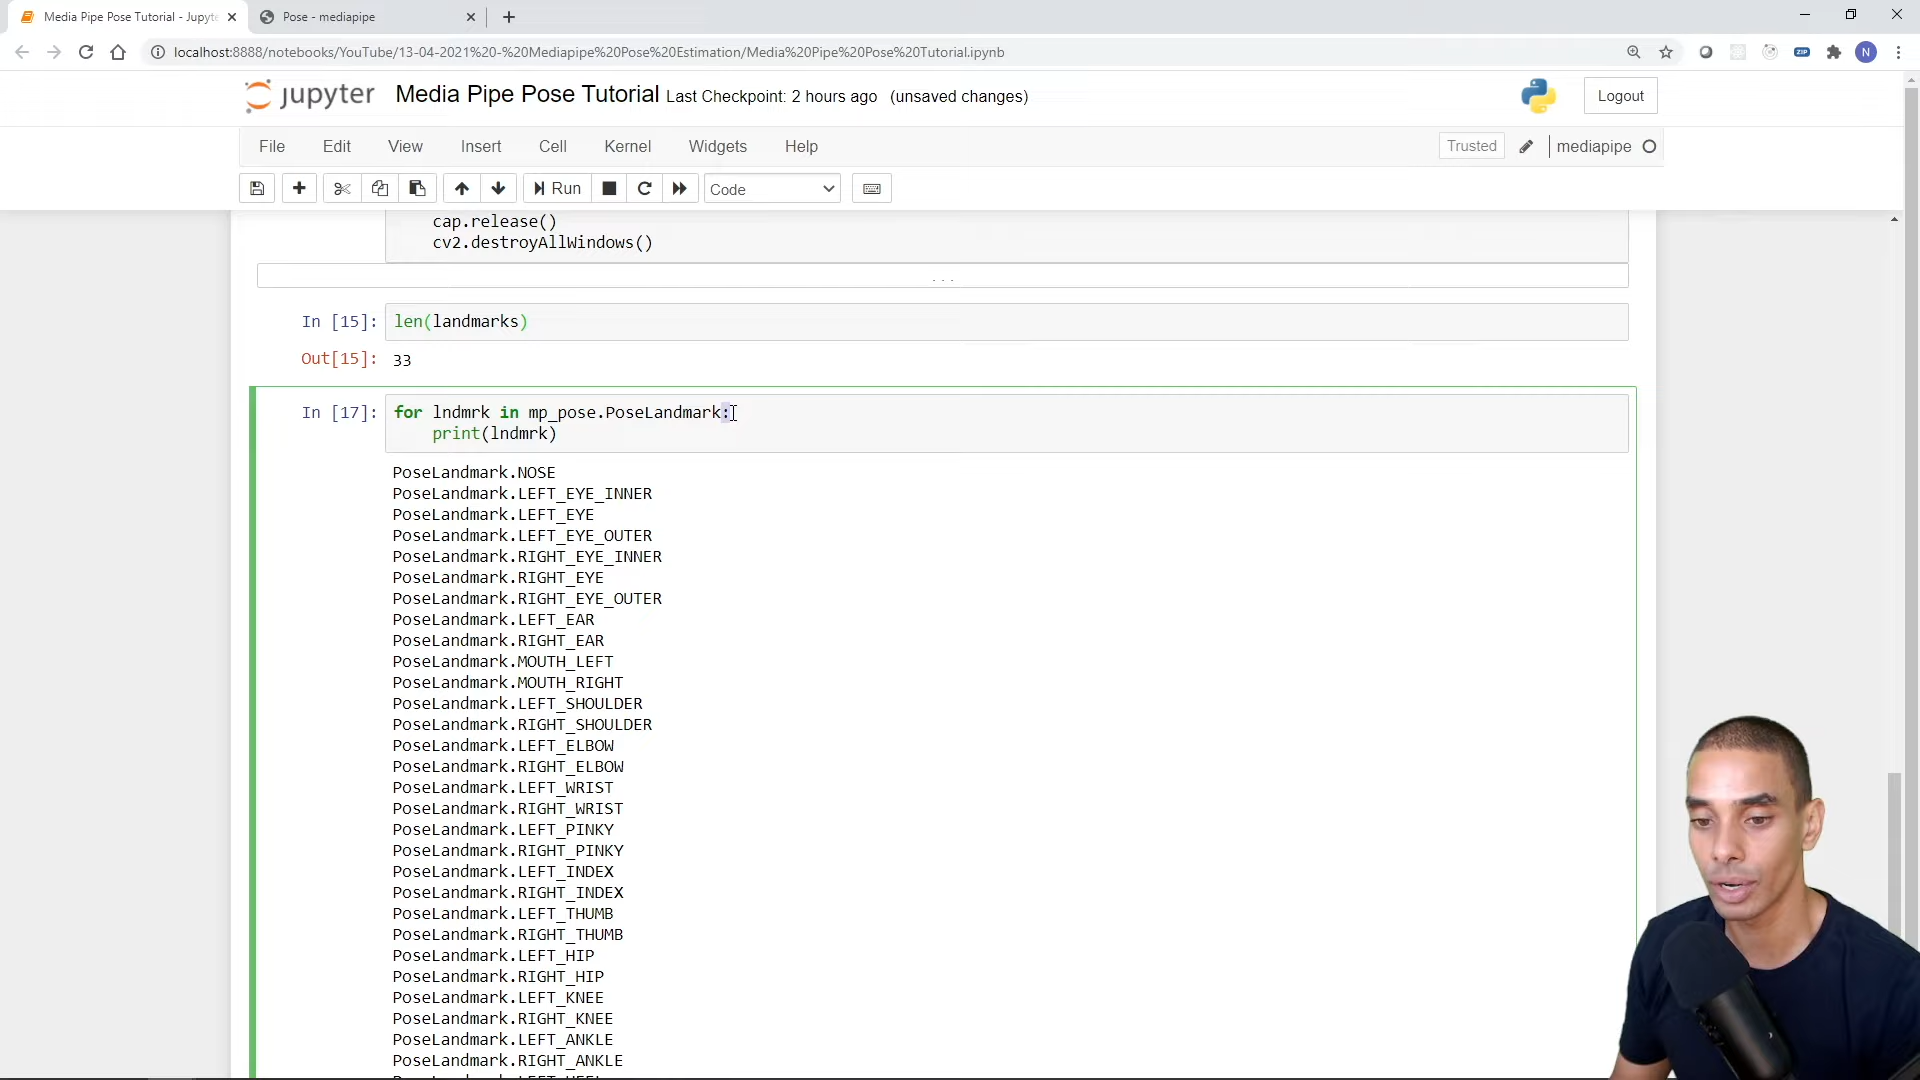 Media Pipe Pose Tutorial - Jupyte
Pose - mediapipe
localhost:8888/notebooks/YouTube/13-04-2021%20-%20Mediapipe%20Pose%20Estimation/Media%20Pipe%20Pose%20Tutorial.ipynb
ZIP
N
jupyter Media Pipe Pose Tutorial Last Checkpoint: 2 hours ago (unsaved changes)
Logout
File Edit View Insert Cell Kernel Widgets Help
Trusted mediapipe
Run Code
cap.release()
cv2.destroyAllWindows()
...
In [15]: len(landmarks)
Out[15]: 33
In [17]: for lndmrk in mp_pose.PoseLandmark:
print(lndmrk)
PoseLandmark.NOSE
PoseLandmark.LEFT_EYE_INNER
PoseLandmark.LEFT_EYE
PoseLandmark.LEFT_EYE_OUTER
PoseLandmark.RIGHT_EYE_INNER
PoseLandmark.RIGHT_EYE
PoseLandmark.RIGHT_EYE_OUTER
PoseLandmark.LEFT_EAR
PoseLandmark.RIGHT_EAR
PoseLandmark.MOUTH_LEFT
PoseLandmark.MOUTH_RIGHT
PoseLandmark.LEFT_SHOULDER
PoseLandmark.RIGHT_SHOULDER
PoseLandmark.LEFT_ELBOW
PoseLandmark.RIGHT_ELBOW
PoseLandmark.LEFT_WRIST
PoseLandmark.RIGHT_WRIST
PoseLandmark.LEFT_PINKY
PoseLandmark.RIGHT_PINKY
PoseLandmark.LEFT_INDEX
PoseLandmark.RIGHT_INDEX
PoseLandmark.LEFT_THUMB
PoseLandmark.RIGHT_THUMB
PoseLandmark.LEFT_HIP
PoseLandmark.RIGHT_HIP
PoseLandmark.LEFT_KNEE
PoseLandmark.RIGHT_KNEE
PoseLandmark.LEFT_ANKLE
PoseLandmark.RIGHT_ANKLE